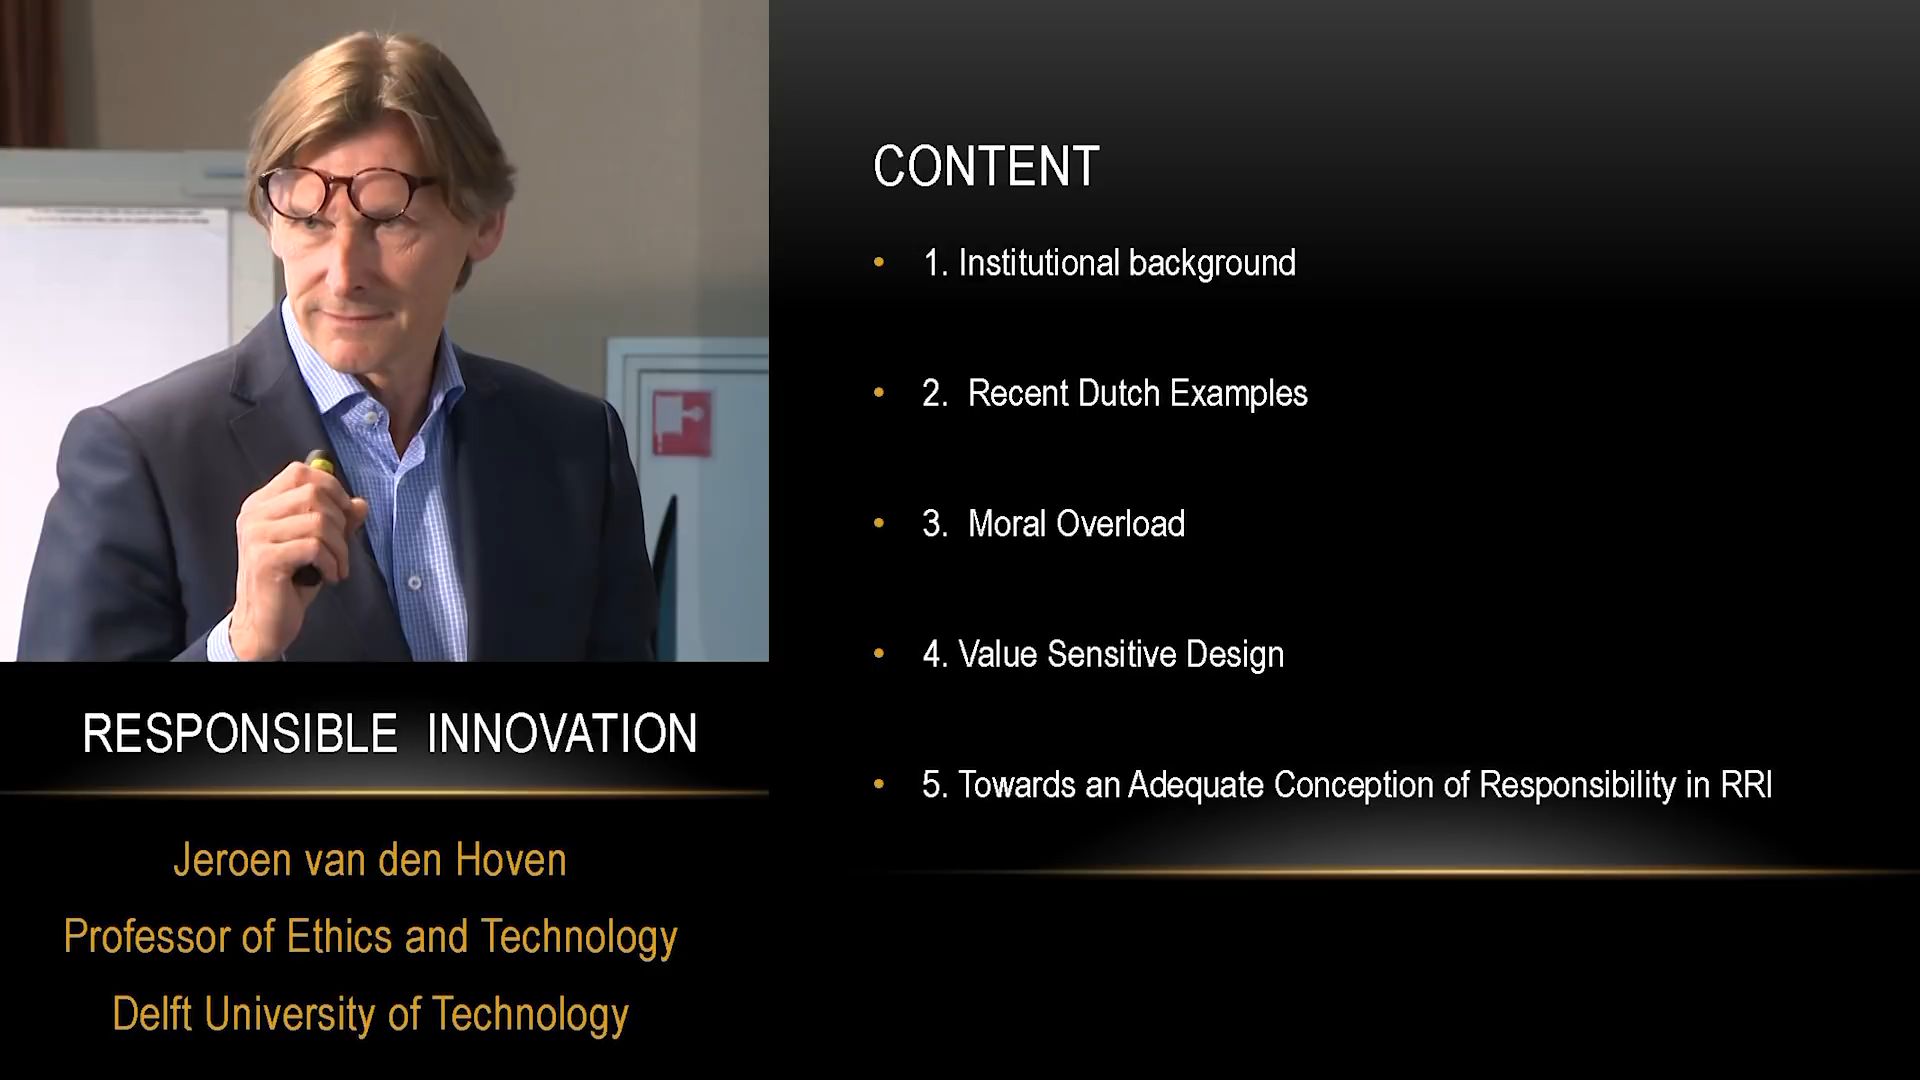 RESPONSIBLE INNOVATION
Jeroen van den Hoven
Professor of Ethics and Technology
Delft University of Technology
CONTENT
• 1. Institutional background
• 2. Recent Dutch Examples
• 3. Moral Overload
• 4. Value Sensitive Design
• 5. Towards an Adequate Conception of Responsibility in RRI